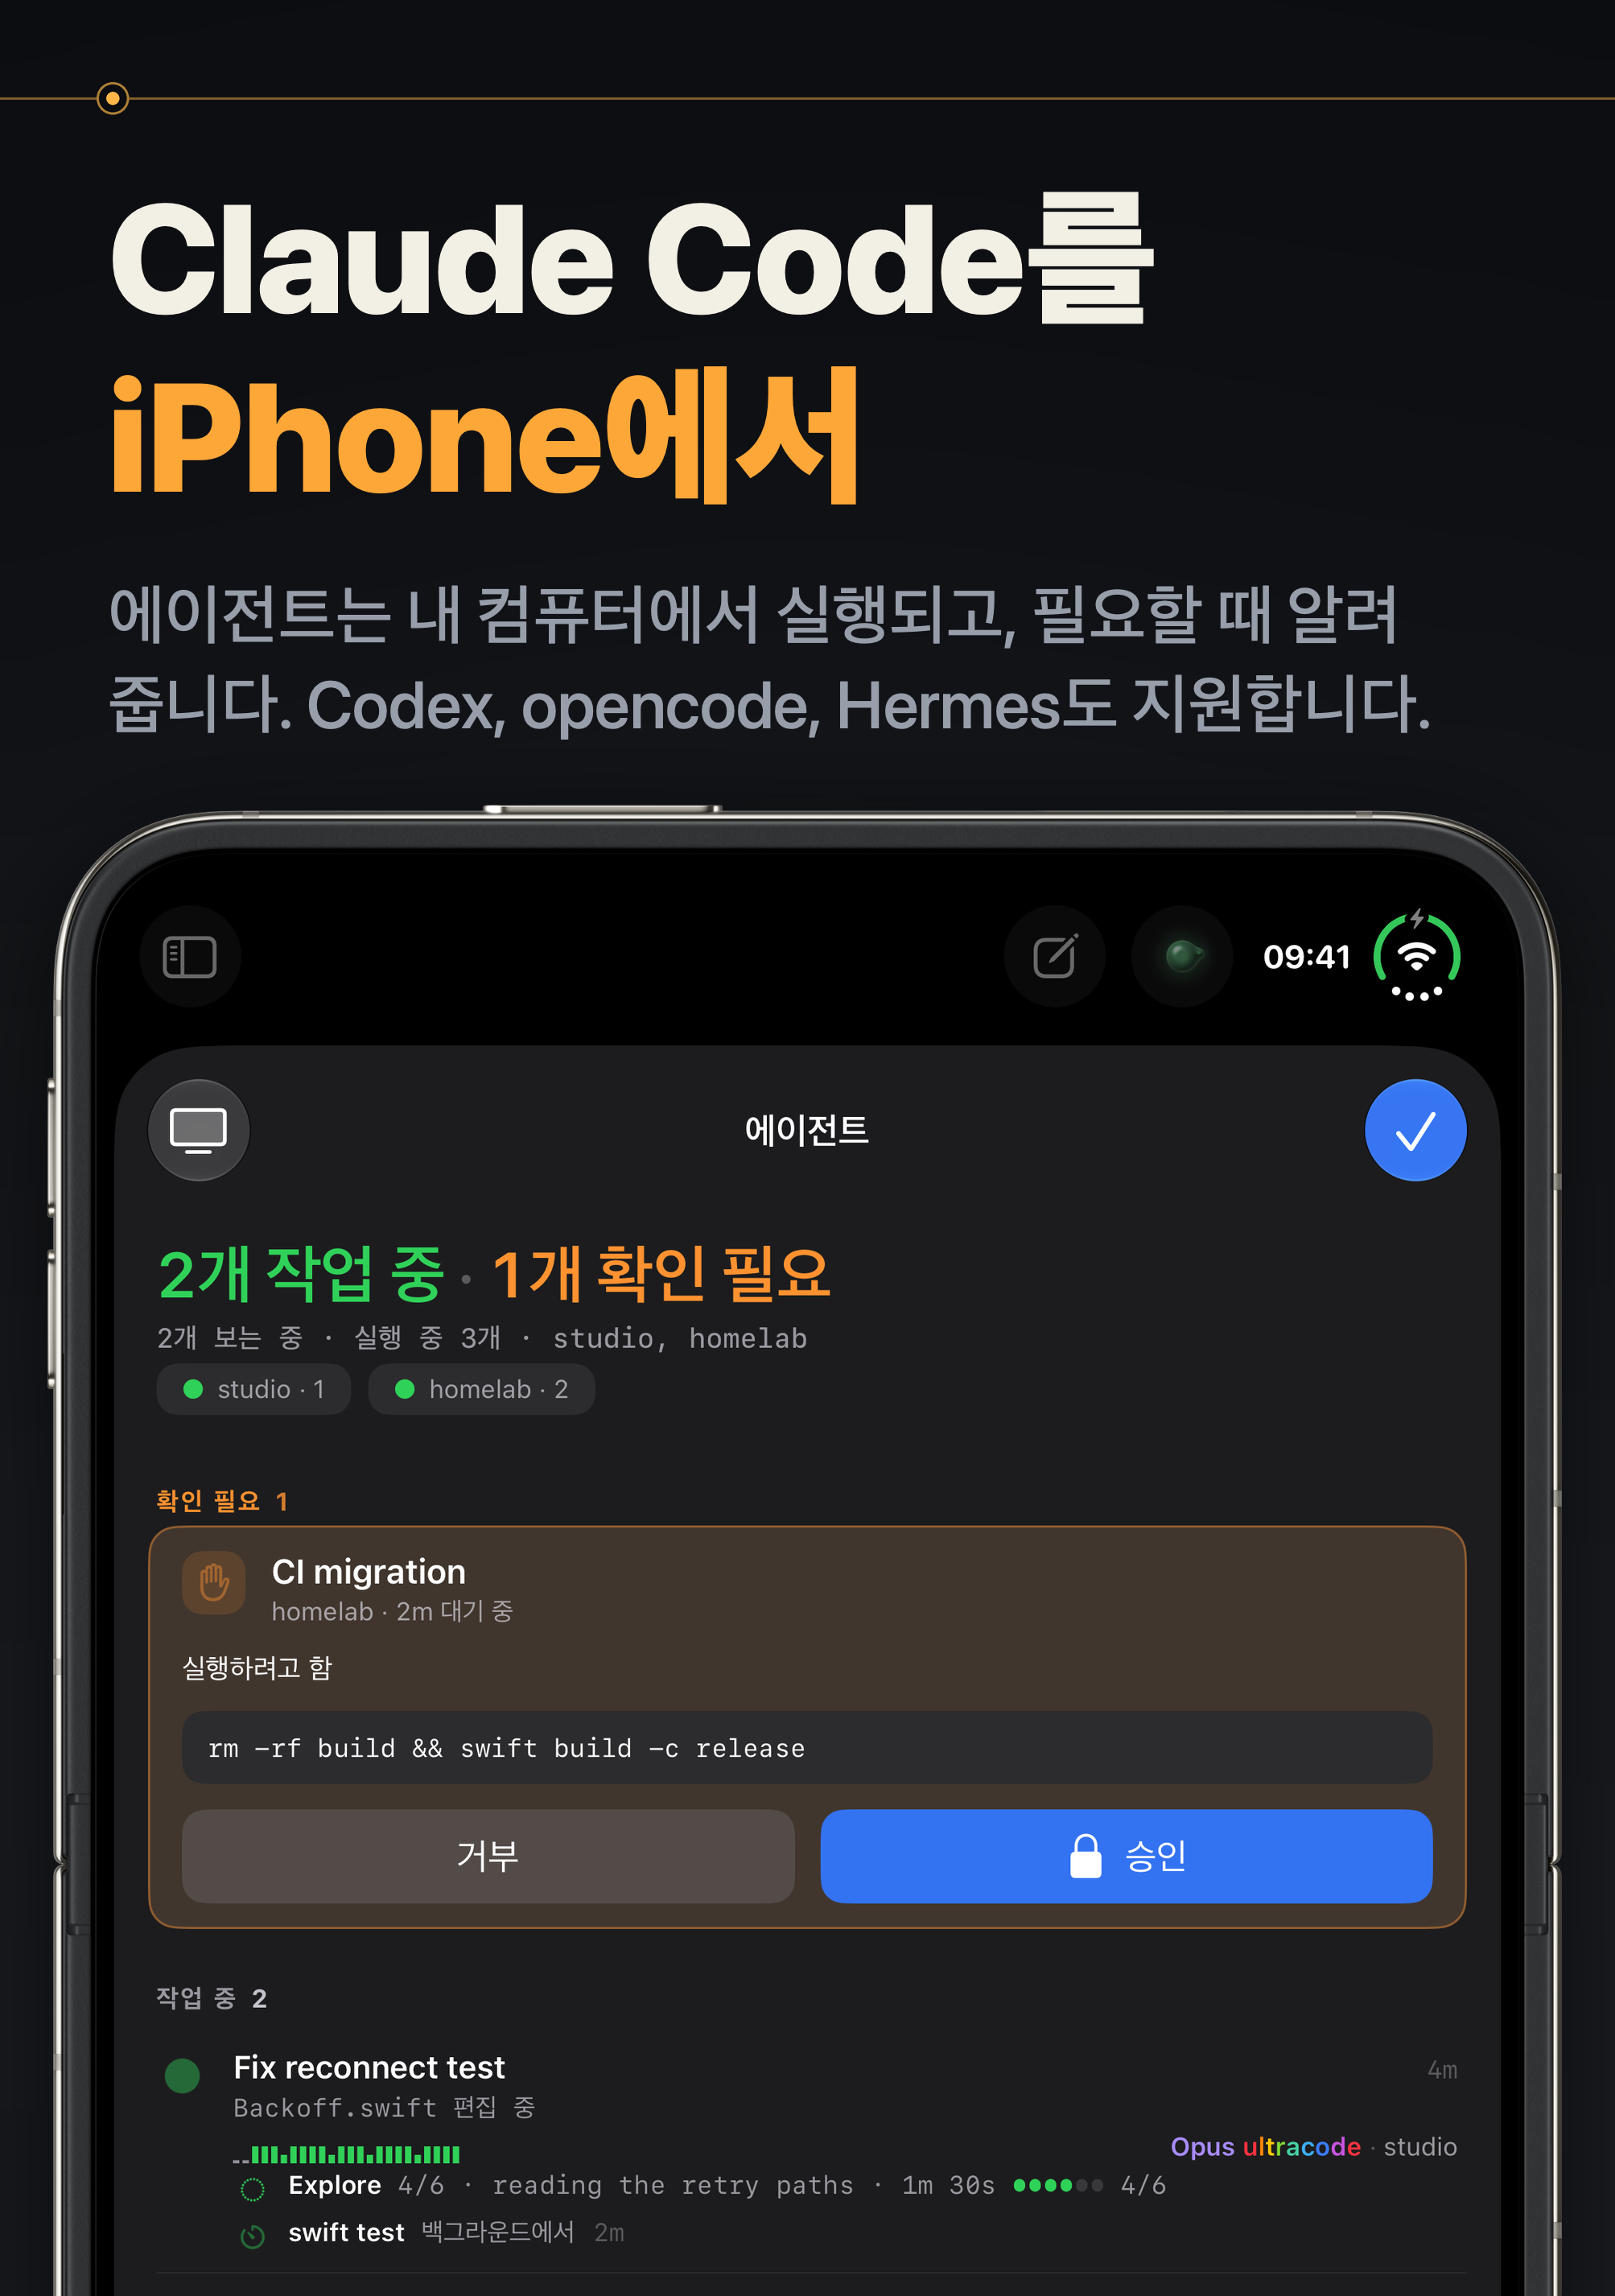 Claude Code를
iPhone에서
에이전트는 내 컴퓨터에서 실행되고, 필요할 때 알려
줍니다. Codex, opencode, Hermes도 지원합니다.
09:41
에이전트
2개 작업 중 · 1개 확인 필요
2개 보는 중 · 실행 중 3개 · studio, homelab
studio · 1
homelab · 2
확인 필요 1
CI migration
homelab · 2m 대기 중
실행하려고 함
rm -rf build && swift build -c release
거부
승인
작업 중 2
Fix reconnect test
4m
Backoff.swift 편집 중
Opus ultracode · studio
Explore 4/6 · reading the retry paths · 1m 30s 4/6
swift test 백그라운드에서 2m